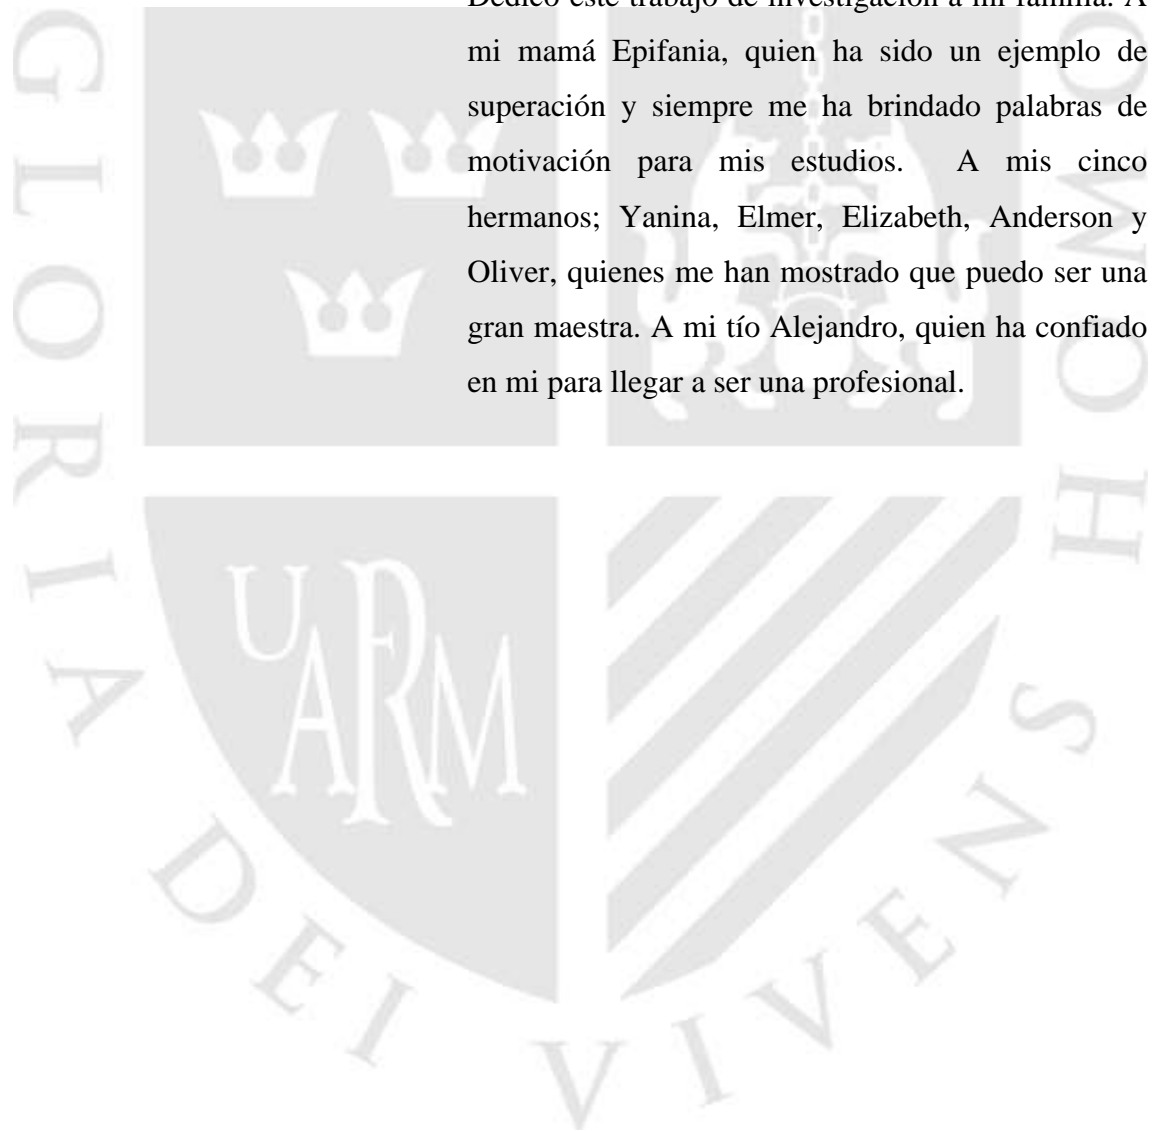 Dedico este trabajo de investigación a mi familia. A
mi mamá Epifania, quien ha sido un ejemplo de
superación y siempre me ha brindado palabras de
motivación para mis estudios. A mis cinco
hermanos; Yanina, Elmer, Elizabeth, Anderson y
Oliver, quienes me han mostrado que puedo ser una
gran maestra. A mi tío Alejandro, quien ha confiado
en mi para llegar a ser una profesional.
GLORIA DEI VIVENS HOMO
UARM